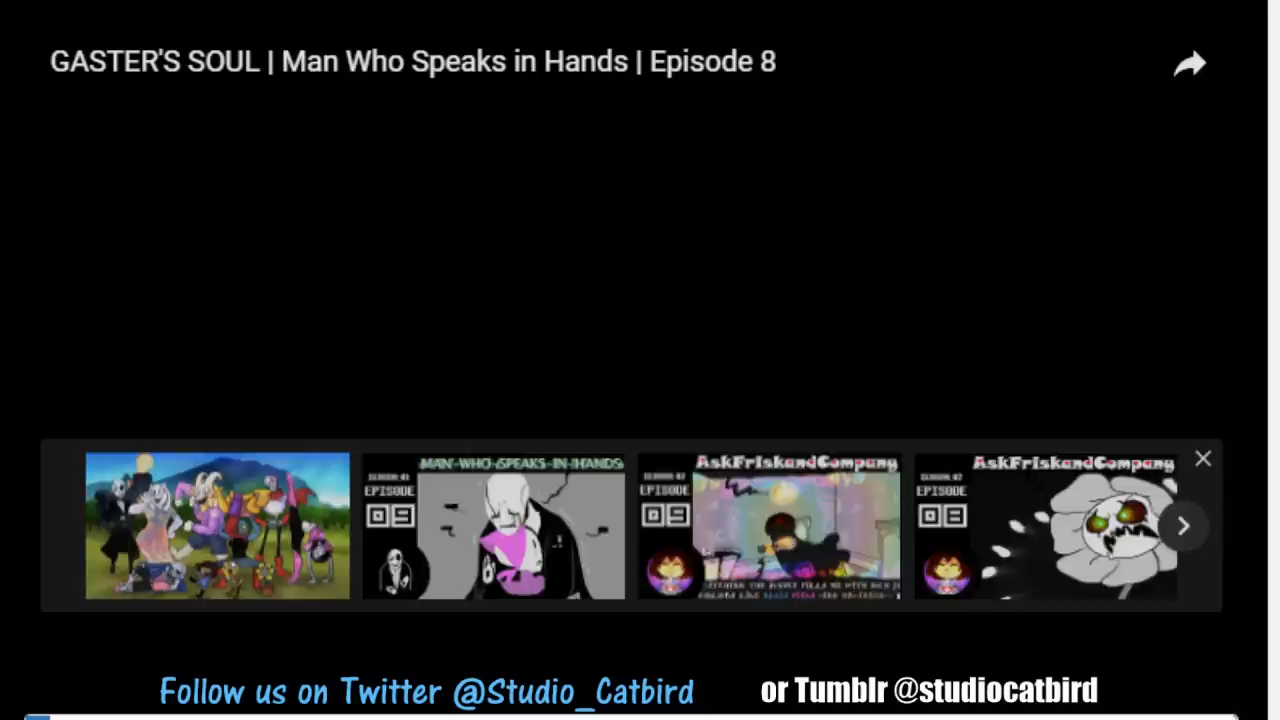 GASTER'S SOUL | Man Who Speaks in Hands | Episode 8
MAN WHO SPEAKS IN HANDS
EPISODE
09
AskFriskandCompany
EPISODE
09
AskFriskandCompany
EPISODE
08
Follow us on Twitter @Studio_Catbird
or Tumblr @studiocatbird